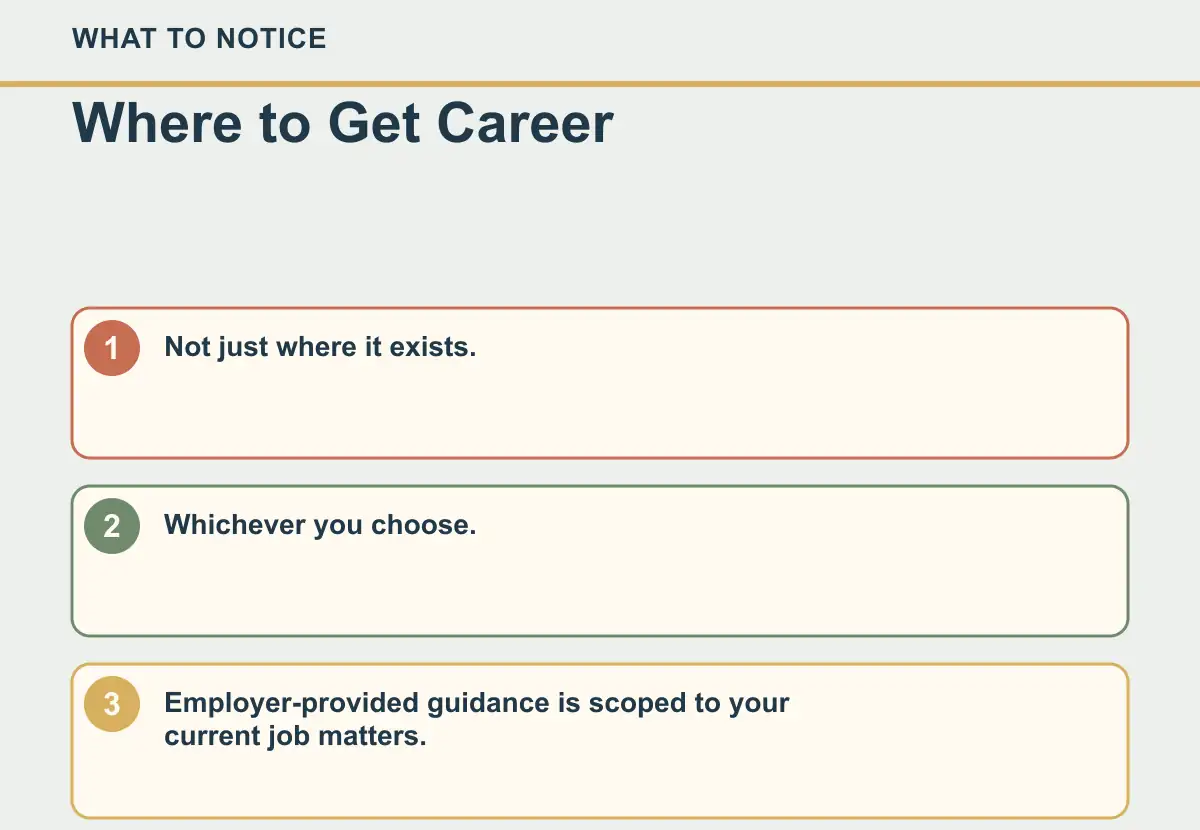 WHAT TO NOTICE
Where to Get Career
1
Not just where it exists.
2
Whichever you choose.
3
Employer-provided guidance is scoped to your
current job matters.